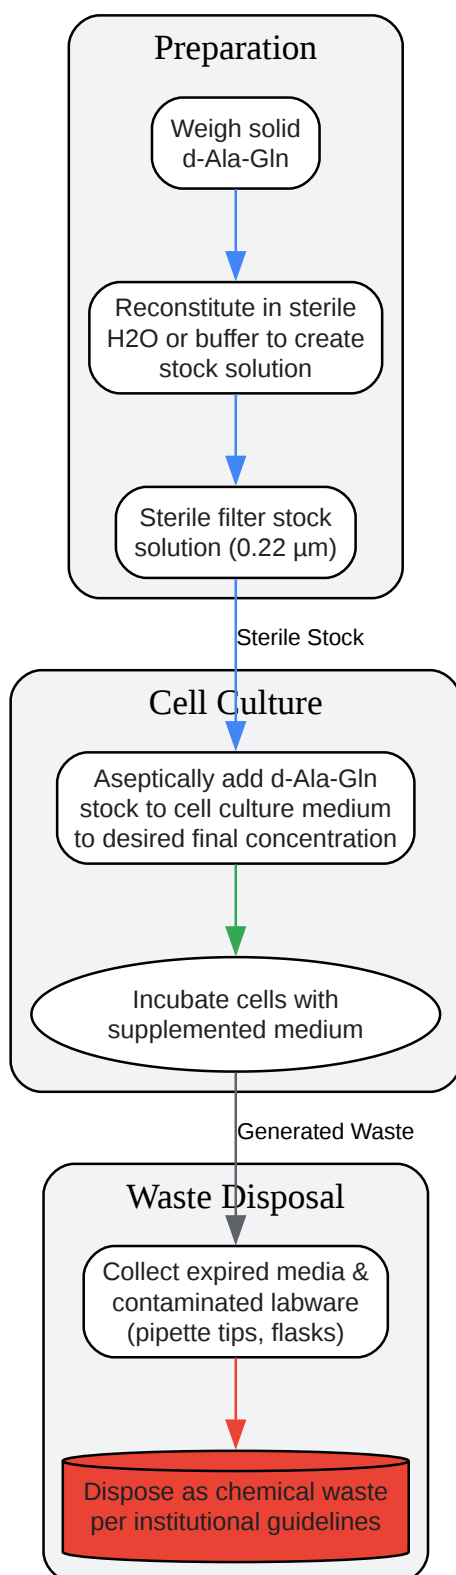 Preparation
Weigh solid
d-Ala-Gln
Reconstitute in sterile
H2O or buffer to create
stock solution
Sterile filter stock
solution (0.22 µm)
Sterile Stock
Cell Culture
Aseptically add d-Ala-Gln
stock to cell culture medium
to desired final concentration
Incubate cells with
supplemented medium
Generated Waste
Waste Disposal
Collect expired media &
contaminated labware
(pipette tips, flasks)
Dispose as chemical waste
per institutional guidelines